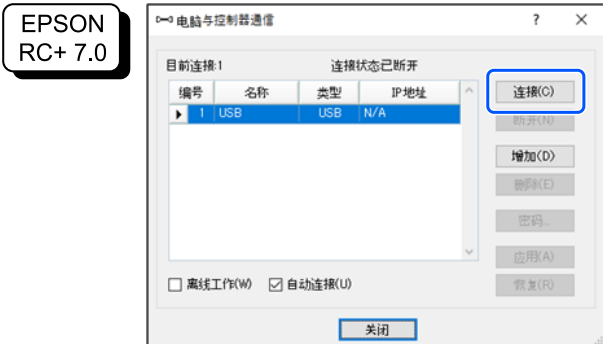 EPSON
RC+ 7.0
电脑与控制器通信
?
目前连接:1 连接状态已断开
编号 名称 类型 IP地址
1 USB USB N/A
连接(C)
断开(N)
增加(D)
删除(E)
密码...
应用(A)
恢复(R)
离线工作(W) 自动连接(U)
关闭